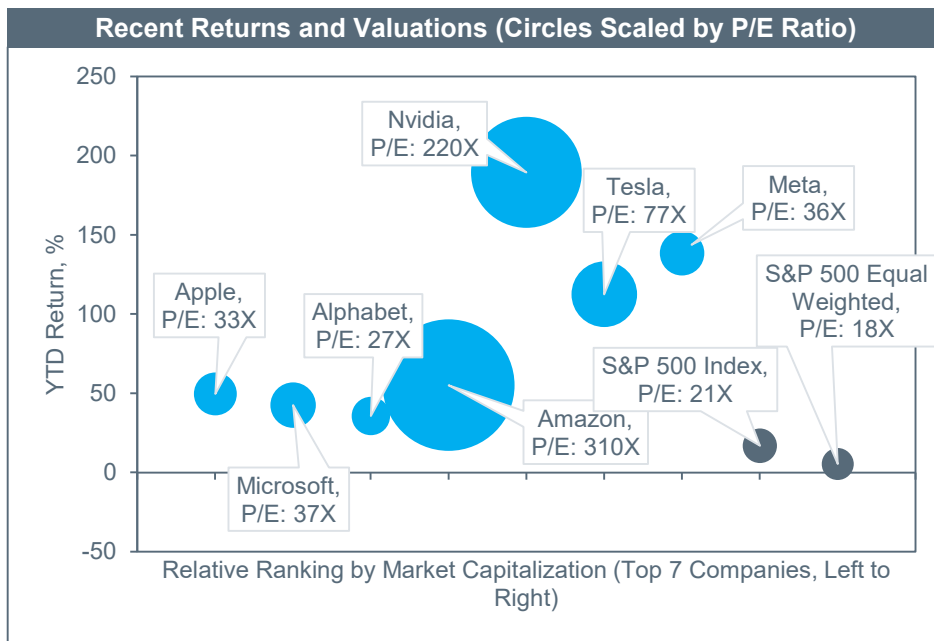 Recent Returns and Valuations (Circles Scaled by P/E Ratio)
YTD Return, %
250
200
150
100
50
0
-50
Nvidia,
P/E: 220X
Tesla,
P/E: 77X
Meta,
P/E: 36X
S&P 500 Equal
Weighted,
P/E: 18X
Apple,
P/E: 33X
Alphabet,
P/E: 27X
S&P 500 Index,
P/E: 21X
Amazon,
P/E: 310X
Microsoft,
P/E: 37X
Relative Ranking by Market Capitalization (Top 7 Companies, Left to
Right)